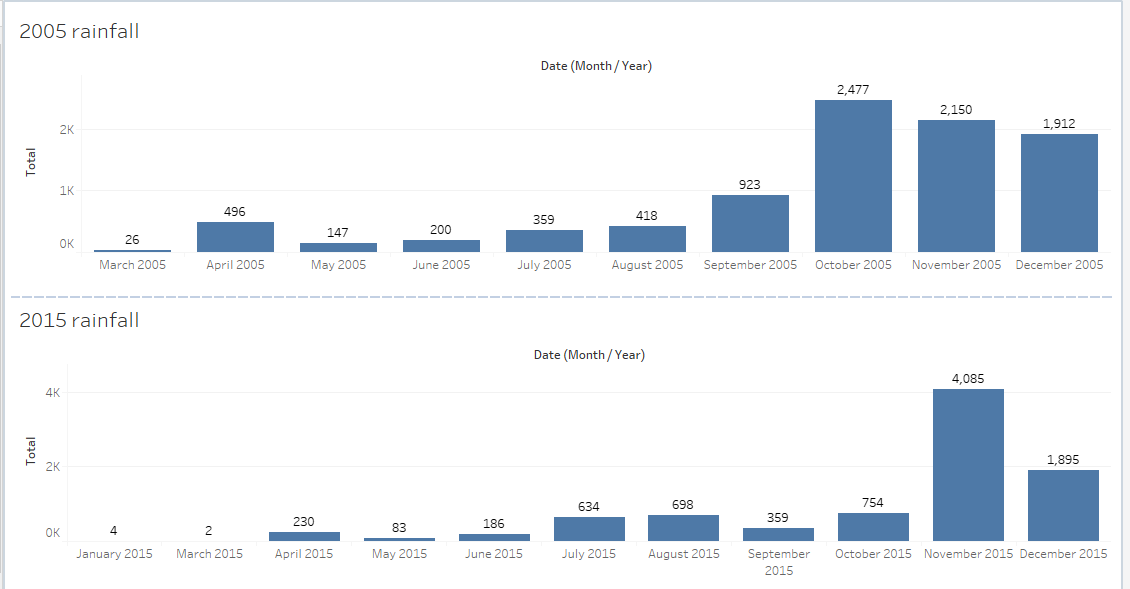 2005 rainfall
Date (Month / Year)
Total
2K
1K
0K
26
496
147
200
359
418
923
2,477
2,150
1,912
March 2005
April 2005
May 2005
June 2005
July 2005
August 2005
September 2005
October 2005
November 2005
December 2005
2015 rainfall
Date (Month / Year)
Total
4K
2K
0K
4
2
230
83
186
634
698
359
754
4,085
1,895
January 2015
March 2015
April 2015
May 2015
June 2015
July 2015
August 2015
September
2015
October 2015
November 2015
December 2015